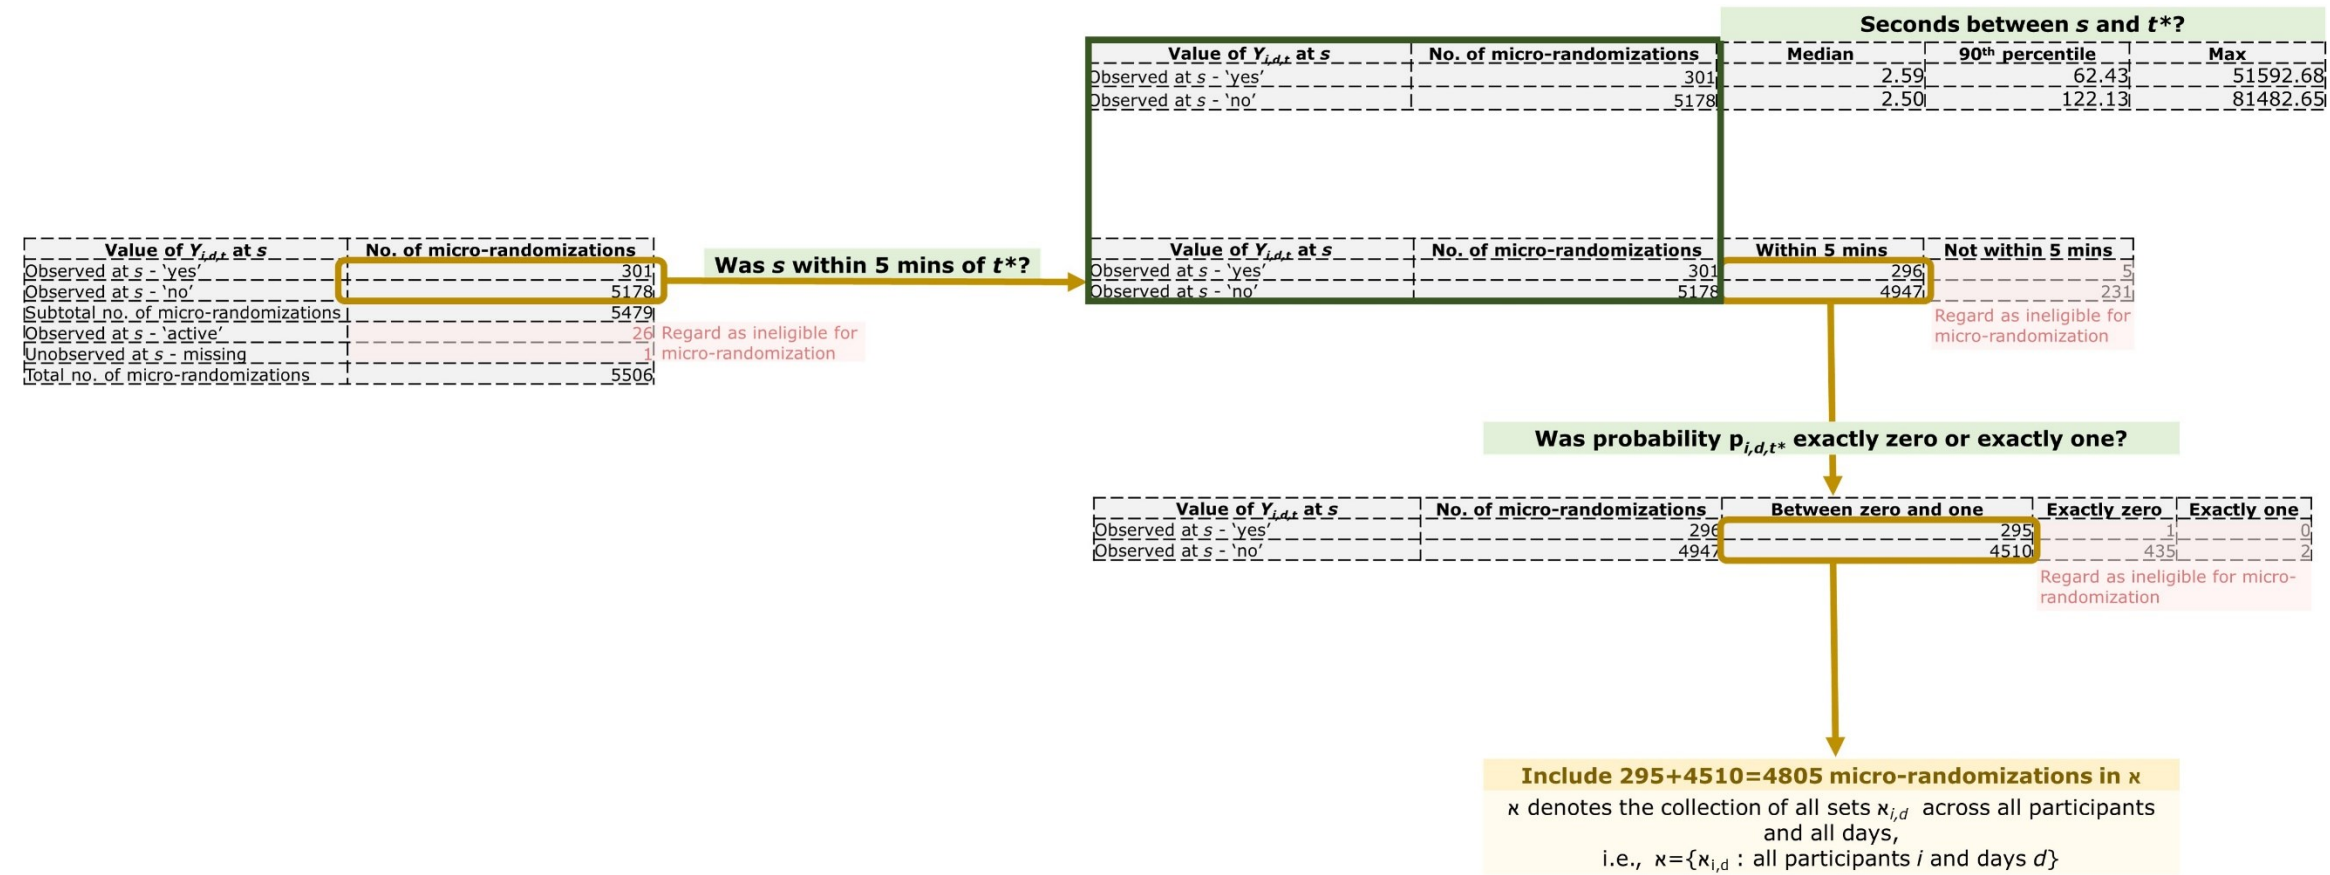 Seconds between s and t*?
Value of Yi,d,t at s No. of micro-randomizations Median 90th percentile Max
Observed at s - ‘yes’ 301 2.59 62.43 51592.68
Observed at s - ‘no’ 5178 2.50 122.13 81482.65
Value of Yi,d,t at s No. of micro-randomizations
Observed at s - ‘yes’ 301
Observed at s - ‘no’ 5178
Subtotal no. of micro-randomizations 5479
Observed at s - ‘active’ 26
Unobserved at s - missing 1
Total no. of micro-randomizations 5506
Regard as ineligible for
micro-randomization
Was s within 5 mins of t*?
Value of Yi,d,t at s No. of micro-randomizations Within 5 mins Not within 5 mins
Observed at s - ‘yes’ 301 296 5
Observed at s - ‘no’ 5178 4947 231
Regard as ineligible for
micro-randomization
Was probability pi,d,t* exactly zero or exactly one?
Value of Yi,d,t at s No. of micro-randomizations Between zero and one Exactly zero Exactly one
Observed at s - ‘yes’ 296 295 1 0
Observed at s - ‘no’ 4947 4510 435 2
Regard as ineligible for micro-
randomization
Include 295+4510=4805 micro-randomizations in א
א denotes the collection of all sets אi,d across all participants
and all days,
i.e., א={אi,d : all participants i and days d}